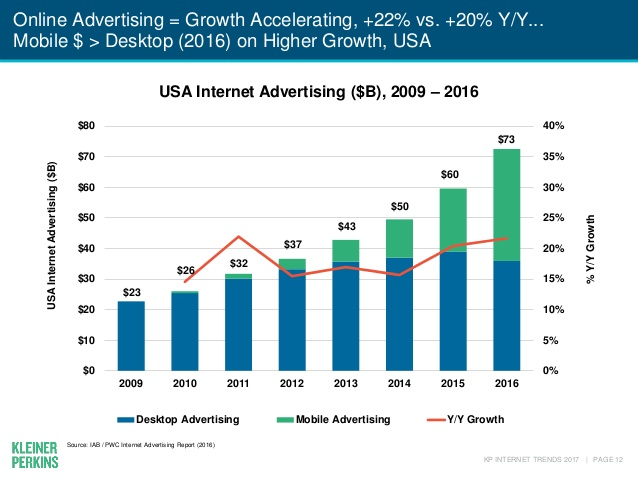 Online Advertising = Growth Accelerating, +22% vs. +20% Y/Y...
Mobile $ > Desktop (2016) on Higher Growth, USA
USA Internet Advertising ($B), 2009 – 2016
USA Internet Advertising ($B)
$80
$70
$60
$50
$40
$30
$20
$10
$0
$23
$26
$32
$37
$43
$50
$60
$73
40%
35%
30%
25%
20%
15%
10%
5%
0%
% Y/Y Growth
2009 2010 2011 2012 2013 2014 2015 2016
Desktop Advertising Mobile Advertising Y/Y Growth
KLEINER
PERKINS
Source: IAB / PWC Internet Advertising Report (2016)
KP INTERNET TRENDS 2017 | PAGE 12